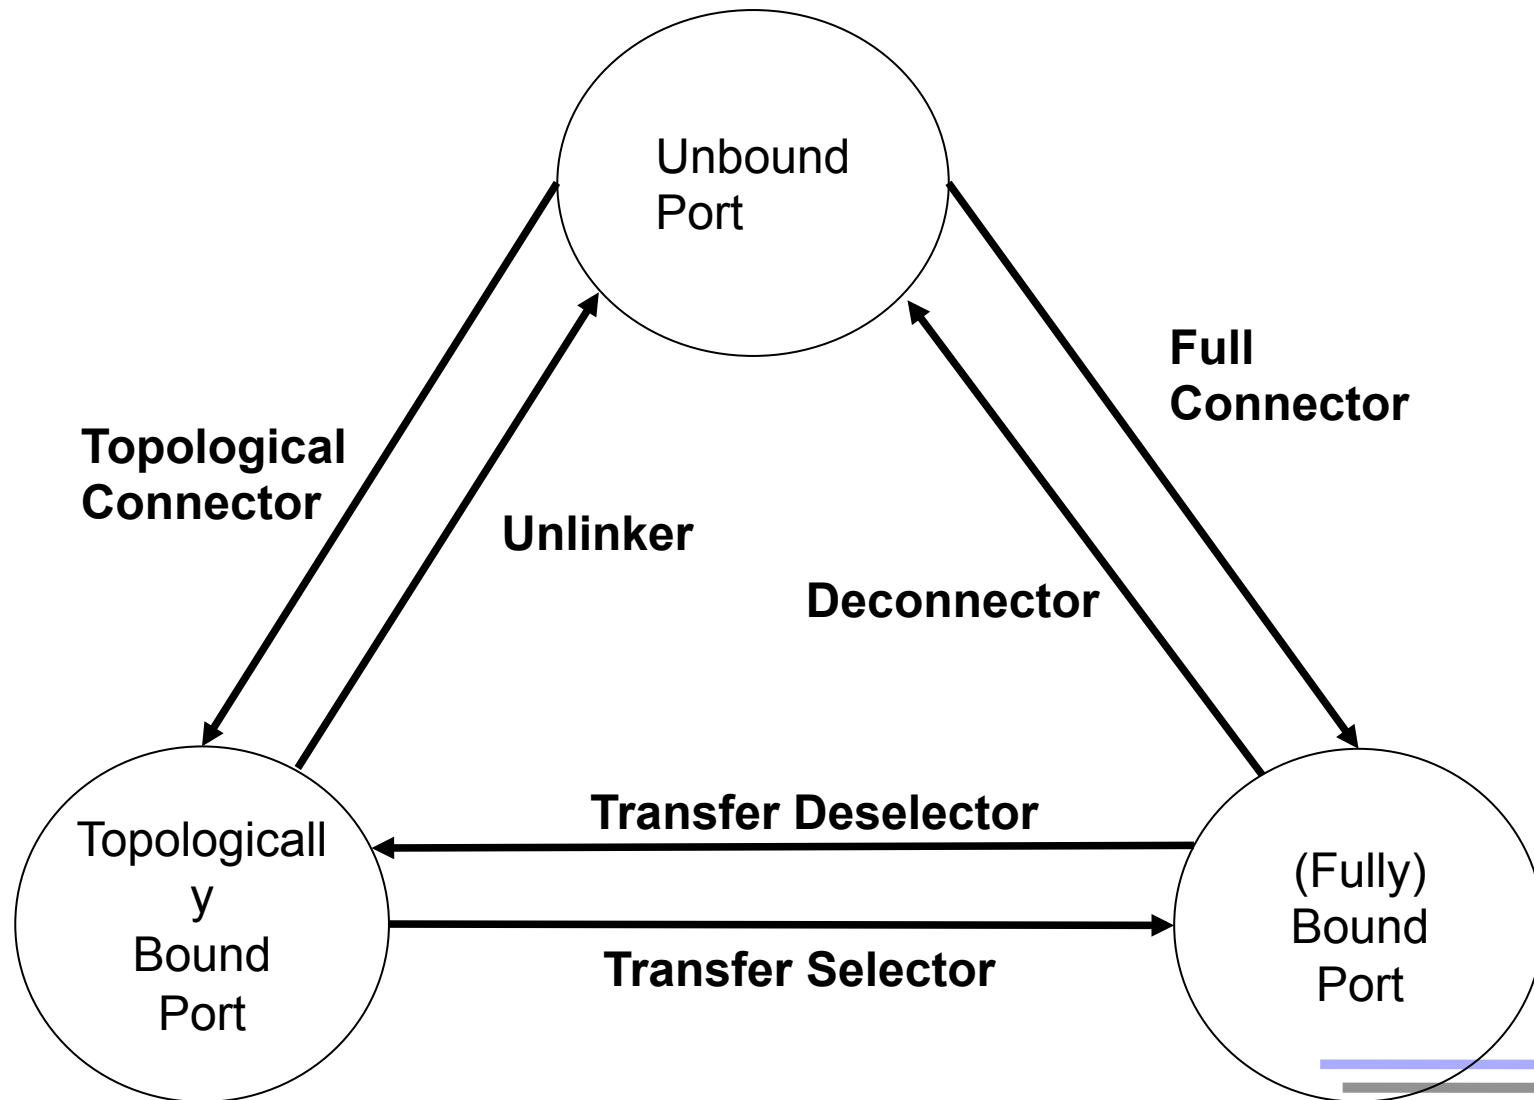 Unbound
Port
Full
Connector
Topological
Connector
Unlinker
Deconnector
Transfer Deselector
Topologicall
y
Bound
Port
(Fully)
Bound
Port
Transfer Selector